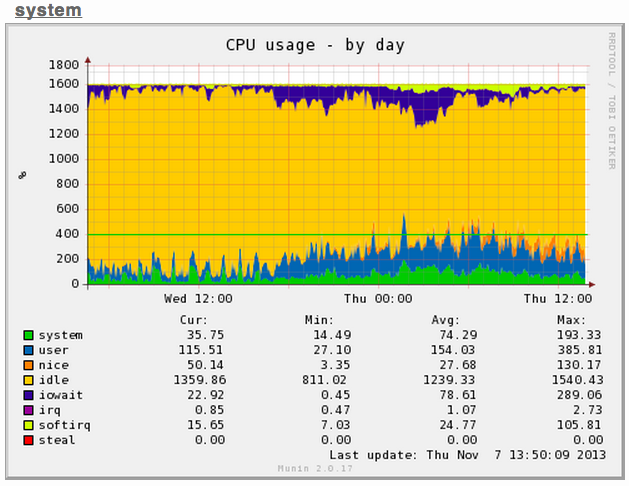 system
CPU usage - by day
RRDTOOL / TOBI OETIKER
%
1800
1600
1400
1200
1000
800
600
400
200
0
Wed 12:00 Thu 00:00 Thu 12:00
Cur: Min: Avg: Max:
system 35.75 14.49 74.29 193.33
user 115.51 27.10 154.03 385.81
nice 50.14 3.35 27.68 130.17
idle 1359.86 811.02 1239.33 1540.43
iowait 22.92 0.45 78.61 289.06
irq 0.85 0.47 1.07 2.73
softirq 15.65 7.03 24.77 105.81
steal 0.00 0.00 0.00 0.00
Last update: Thu Nov 7 13:50:09 2013
Munin 2.0.17